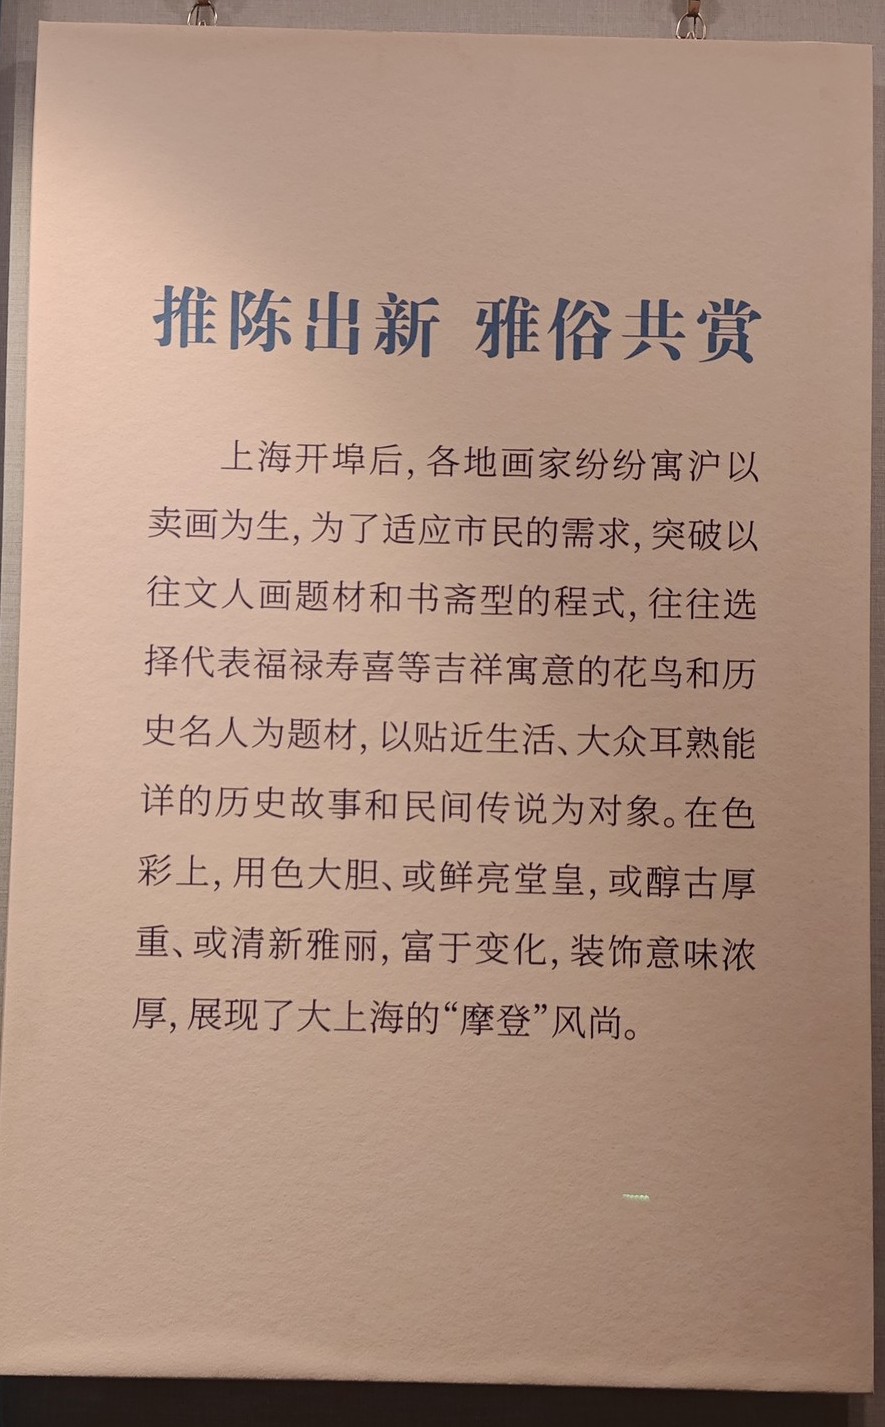 推陈出新 雅俗共赏
上海开埠后，各地画家纷纷寓沪以
卖画为生，为了适应市民的需求，突破以
往文人画题材和书斋型的程式，往往选
择代表福禄寿喜等吉祥寓意的花鸟和历
史名人为题材，以贴近生活、大众耳熟能
详的历史故事和民间传说为对象。在色
彩上，用色大胆、或鲜亮堂皇，或醇古厚
重、或清新雅丽，富于变化，装饰意味浓
厚，展现了大上海的“摩登”风尚。